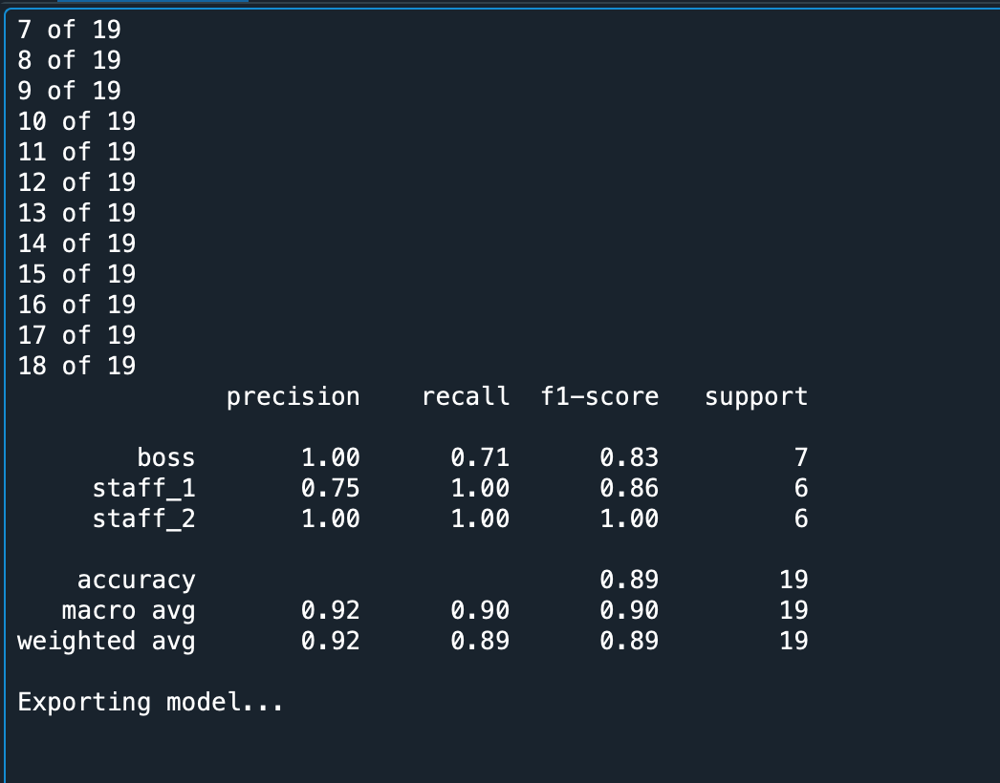 7 of 19
8 of 19
9 of 19
10 of 19
11 of 19
12 of 19
13 of 19
14 of 19
15 of 19
16 of 19
17 of 19
18 of 19
precision recall f1-score support
boss 1.00 0.71 0.83 7
staff_1 0.75 1.00 0.86 6
staff_2 1.00 1.00 1.00 6
accuracy 0.89 19
macro avg 0.92 0.90 0.90 19
weighted avg 0.92 0.89 0.89 19
Exporting model...